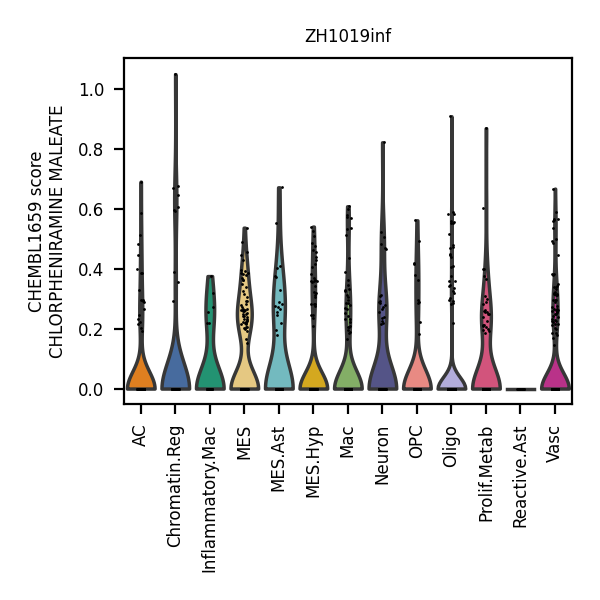 ZH1019inf
CHEMBL1659 score
CHLORPHENIRAMINE MALEATE
1.0
0.8
0.6
0.4
0.2
0.0
AC
Chromatin.Reg
Inflammatory.Mac
MES
MES.Ast
MES.Hyp
Mac
Neuron
OPC
Oligo
Prolif.Metab
Reactive.Ast
Vasc